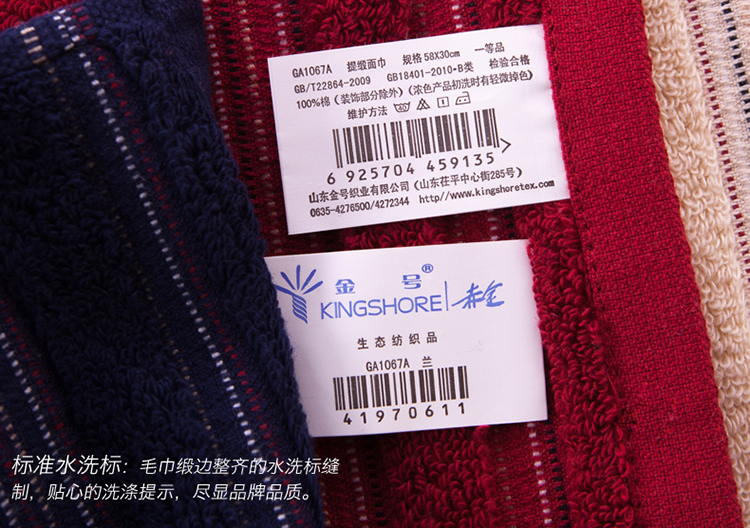 GA1067A 提缎面巾 规格 58X30cm 一等品
GB/T22864-2009 GB18401-2010·B类 检验合格
100%棉（装饰部分除外）（浓色产品初洗时有轻微掉色）
维护方法
6 925704 459135
山东金号织业有限公司（山东茌平中心街285号）
0635-4276500/4272344 http//www.kingshoretex.com
金号®
KINGSHORE 赤金
生态纺织品
GA1067A 兰
41970611
标准水洗标：毛巾缎边整齐的水洗标缝
制，贴心的洗涤提示，尽显品牌品质。